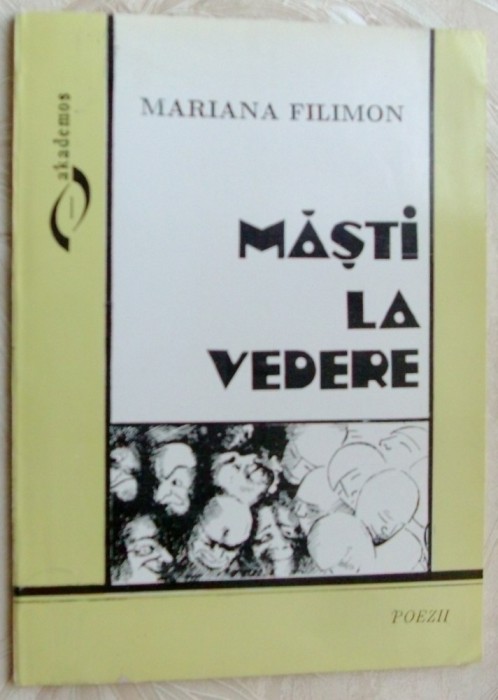 akademos
MARIANA FILIMON
MĂȘTI
LA
VEDERE
POEZII